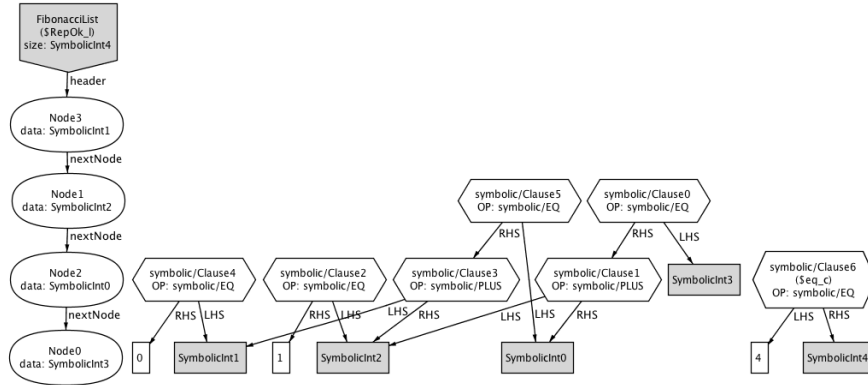 FibonacciList
($RepOk_l)
size: SymbolicInt4
header
Node3
data: SymbolicInt1
nextNode
Node1
data: SymbolicInt2
nextNode
Node2
data: SymbolicInt0
nextNode
Node0
data: SymbolicInt3
symbolic/Clause5
OP: symbolic/EQ
symbolic/Clause0
OP: symbolic/EQ
RHS
RHS
LHS
symbolic/Clause4
OP: symbolic/EQ
symbolic/Clause2
OP: symbolic/EQ
symbolic/Clause3
OP: symbolic/PLUS
symbolic/Clause1
OP: symbolic/PLUS
SymbolicInt3
symbolic/Clause6
($eq_c)
OP: symbolic/EQ
RHS
LHS
RHS
LHS
LHS
RHS
LHS
LHS
RHS
LHS
RHS
0
SymbolicInt1
1
SymbolicInt2
SymbolicInt0
4
SymbolicInt4